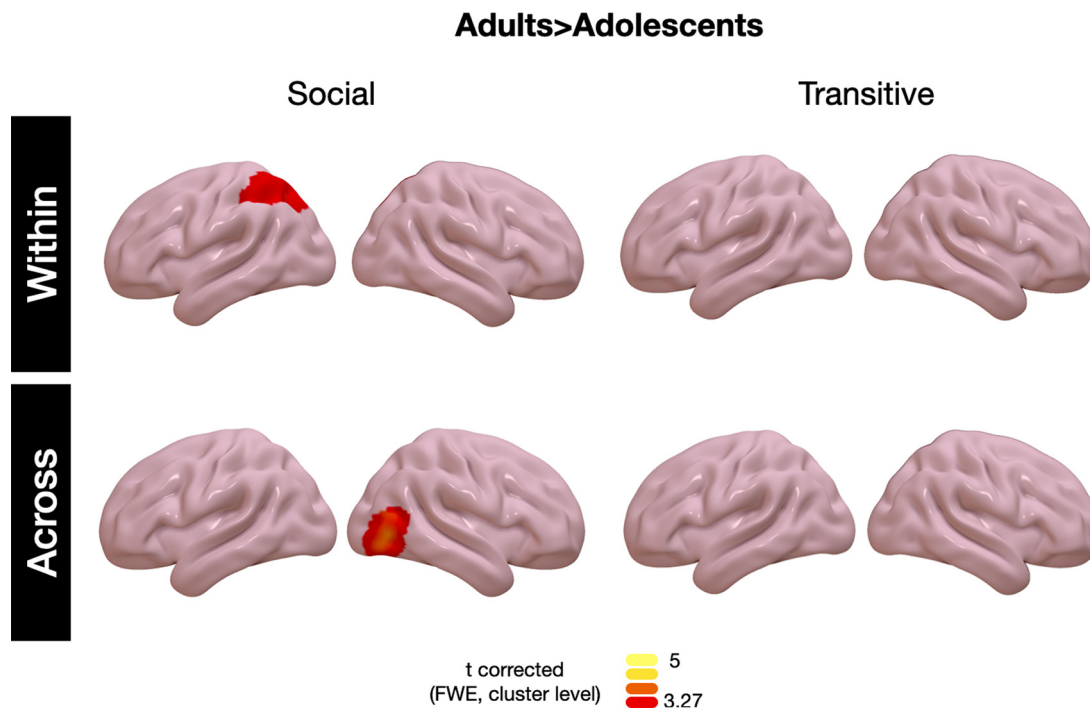 Adults>Adolescents
Social
Transitive
Within
Across
t corrected
(FWE, cluster level)
5
3.27